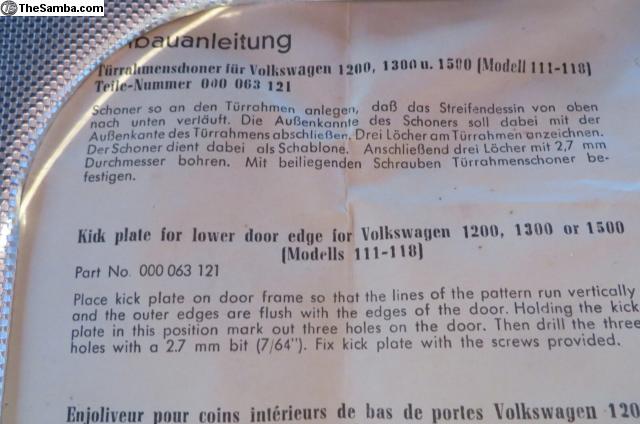 TheSamba.com
bauanleitung
Türrahmenschoner für Volkswagen 1200, 1300 u. 1500 (Modell 111-118)
Teile-Nummer 000 063 121
Schoner so an den Türrahmen anlegen, daß das Streifendessin von oben
nach unten verläuft. Die Außenkannte des Schoners soll dabei mit der
Außenkante des Türrahmens abschließen. Drei Löcher am Türrahmen anzeichnen.
Der Schoner dient dabei als Schablone. Anschließend drei Löcher mit 2,7 mm
Durchmesser bohren. Mit beiliegenden Schrauben Türrahmenschoner be-
festigen.
Kick plate for lower door edge for Volkswagen 1200, 1300 or 1500
(Modells 111-118)
Part No. 000 063 121
Place kick plate on door frame so that the lines of the pattern run vertically
and the outer edges are flush with the edges of the door. Holding the kick
plate in this position mark out three holes on the door. Then drill the three
holes with a 2.7 mm bit (7/64"). Fix kick plate with the screws provided.
Enjoliveur pour coins intérieurs de bas de portes Volkswagen 120